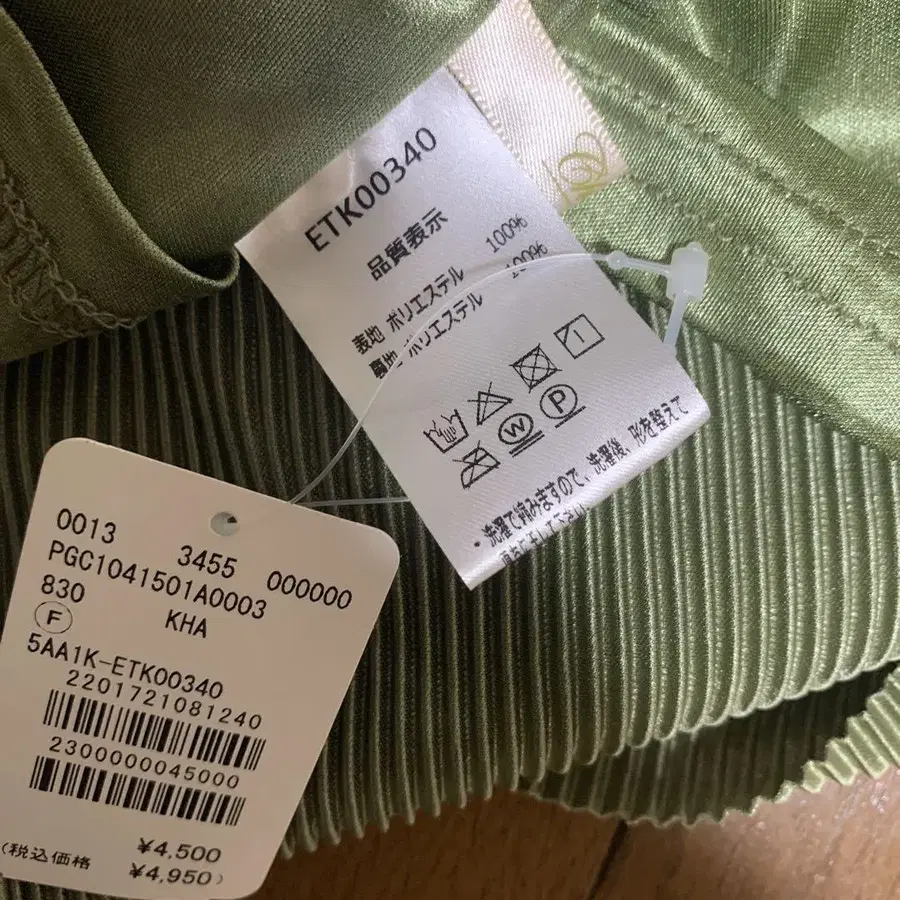 ETK00340
品質表示
表地 ポリエステル 100%
裏地 ポリエステル 100%
1
W
P
・洗濯で縮みますので、洗濯後、形を整えて
0013 3455 000000
PGC1041501A0003
830 KHA
F
5AA1K-ETK00340
2201721081240
2300000045000
¥4,500
(税込価格 ¥4,950)